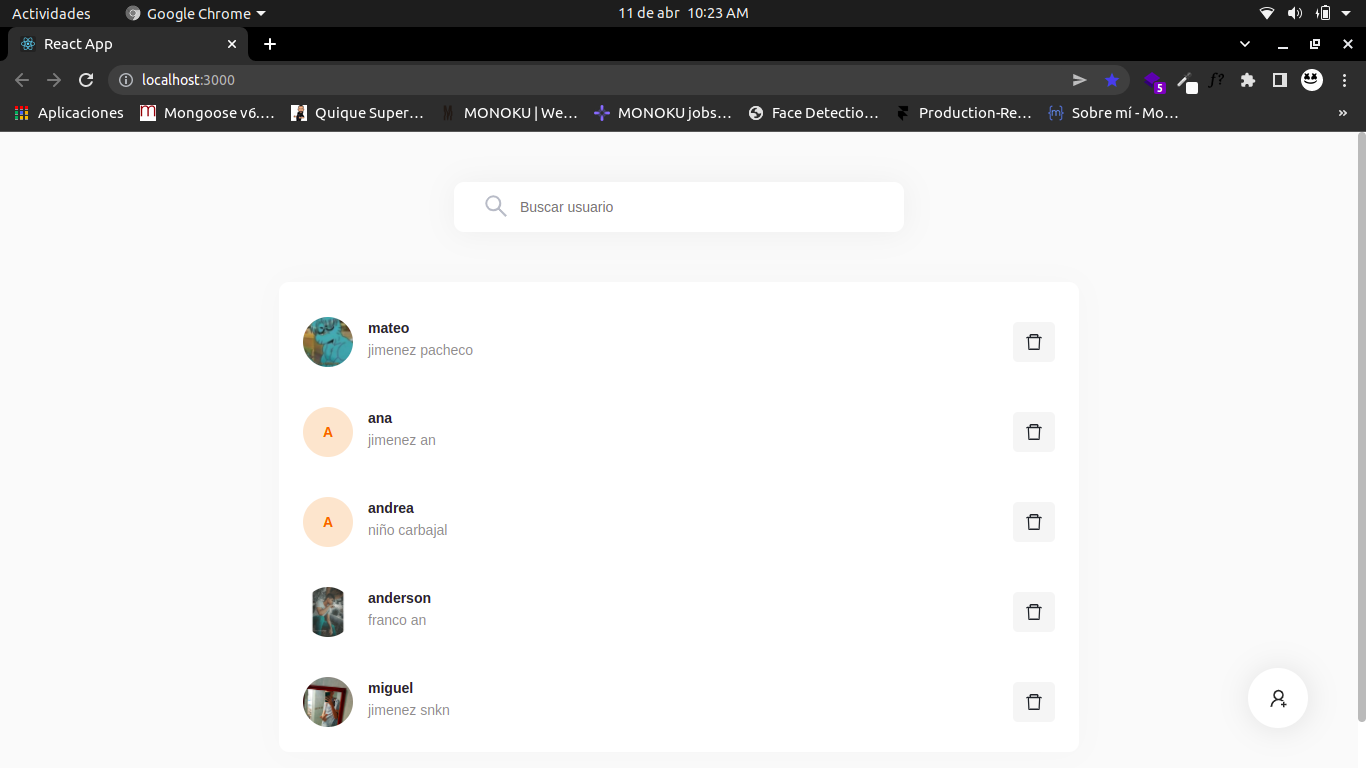 Actividades Google Chrome 11 de abr 10:23 AM
React App
localhost:3000
f?
5
Aplicaciones m Mongoose v6.... Quique Super... M MONOKU | We... MONOKU jobs... Face Detectio... Production-Re... {m} Sobre mí - Mo... »
Buscar usuario
mateo
jimenez pacheco
A
ana
jimenez an
A
andrea
niño carbajal
anderson
franco an
miguel
jimenez snkn